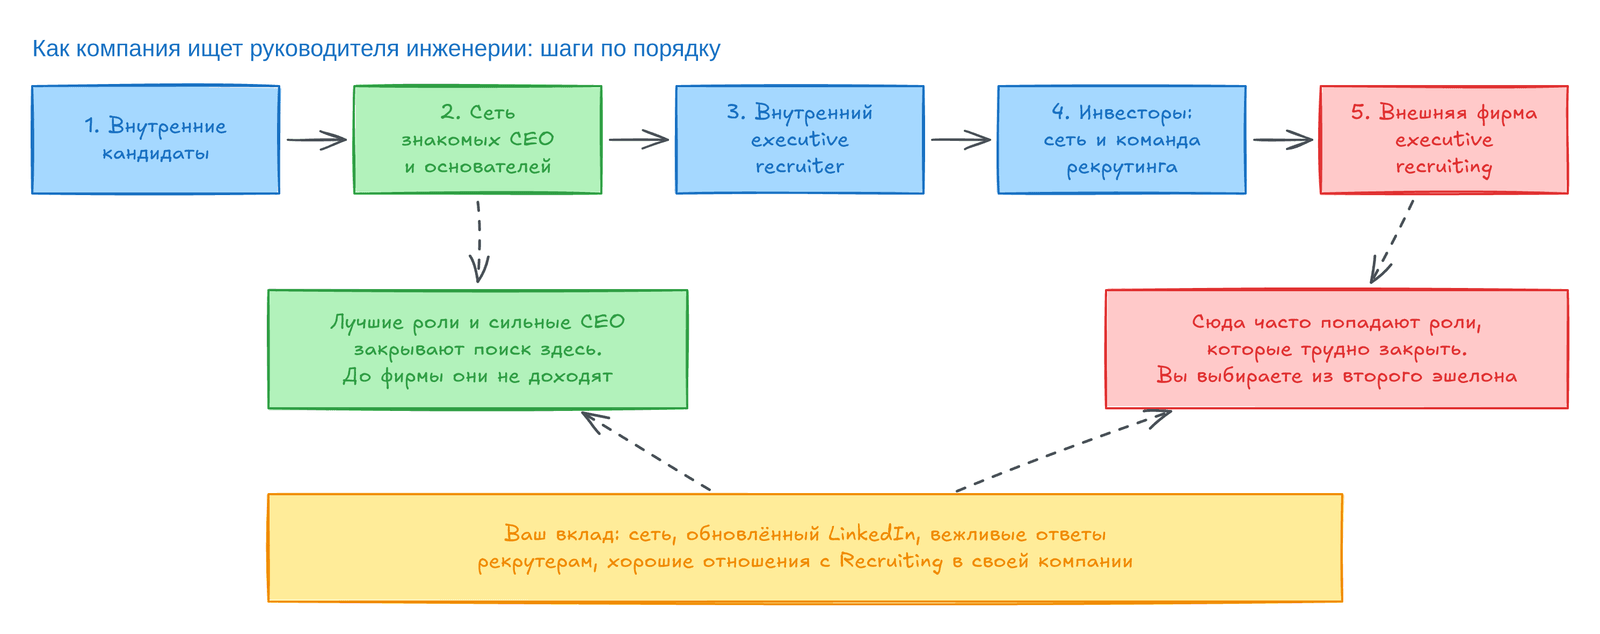 Как компания ищет руководителя инженерии: шаги по порядку
1. Внутренние
кандидаты
2. Сеть
знакомых CEO
и основателей
3. Внутренний
executive
recruiter
4. Инвесторы:
сеть и команда
рекрутинга
5. Внешняя фирма
executive
recruiting
Лучшие роли и сильные CEO
закрывают поиск здесь.
До фирмы они не доходят
Сюда часто попадают роли,
которые трудно закрыть.
Вы выбираете из второго эшелона
Ваш вклад: сеть, обновлённый LinkedIn, вежливые ответы
рекрутерам, хорошие отношения с Recruiting в своей компании